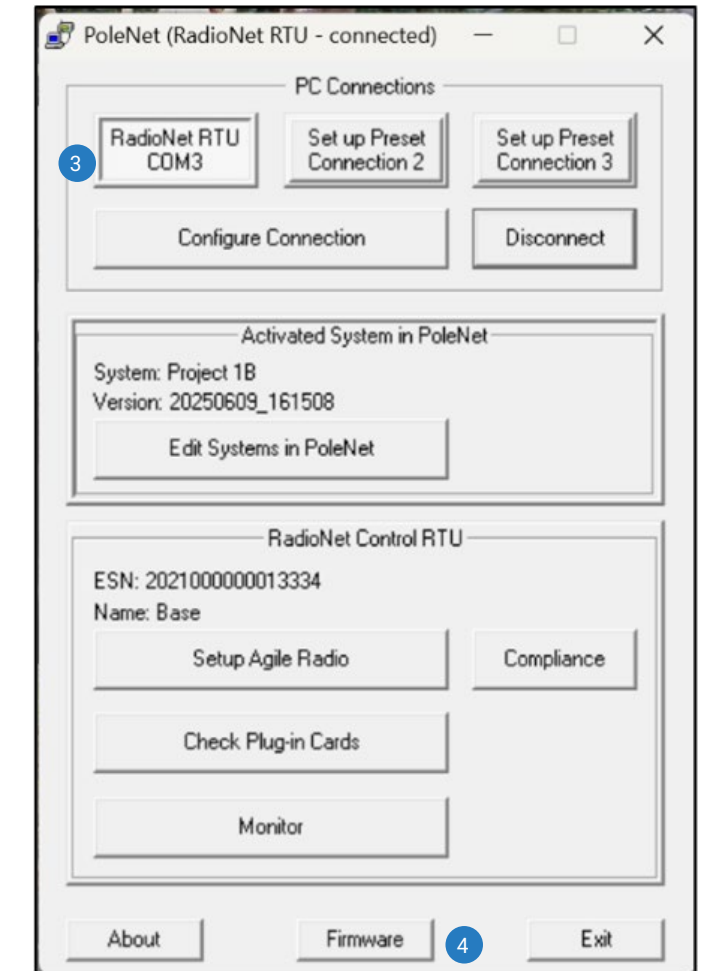 PoleNet (RadioNet RTU - connected)
PC Connections
RadioNet RTU
COM3
Set up Preset
Connection 2
Set up Preset
Connection 3
3
Configure Connection
Disconnect
Activated System in PoleNet
System: Project 1B
Version: 20250609_161508
Edit Systems in PoleNet
RadioNet Control RTU
ESN: 2021000000013334
Name: Base
Setup Agile Radio
Compliance
Check Plug-in Cards
Monitor
About
Firmware
4
Exit